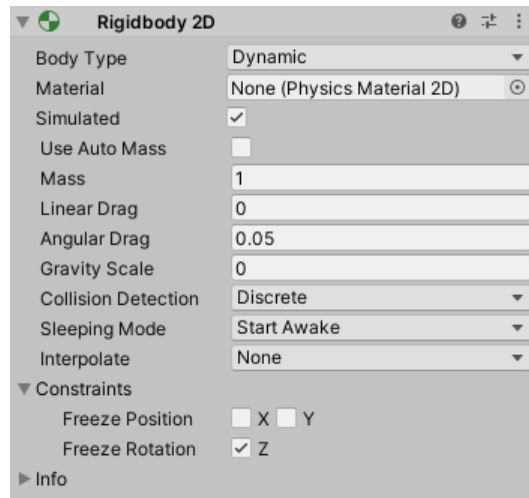 Rigidbody 2D
Body Type Dynamic
Material None (Physics Material 2D)
Simulated
Use Auto Mass
Mass 1
Linear Drag 0
Angular Drag 0.05
Gravity Scale 0
Collision Detection Discrete
Sleeping Mode Start Awake
Interpolate None
Constraints
Freeze Position X Y
Freeze Rotation Z
Info